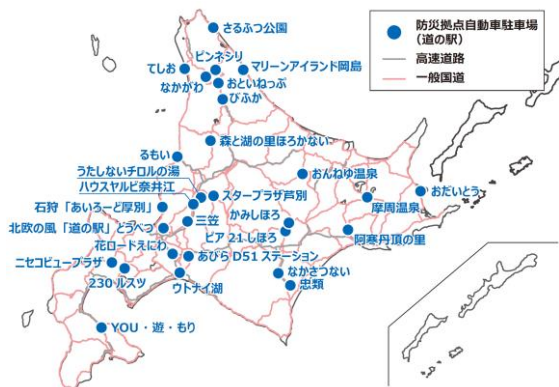 防災拠点自動車駐車場
（道の駅）
高速道路
一般国道
さるふつ公園
ピンネシリ
てしお
マリーンアイランド岡島
なかがわ
おといねっぷ
びふか
森と湖の里ほろかない
るもい
うたしないチロルの湯
おんねゆ温泉
ハウスヤルビ奈井江
スタープラザ芦別
おだいとう
石狩「あいろーど厚別」
かみしほろ
摩周温泉
三笠
北欧の風「道の駅」とうべつ
ピア 21 しほろ
阿寒丹頂の里
花ロードえにわ
あびら D51 ステーション
ニセコビュープラザ
なかさつない
230 ルスツ
ウトナイ湖
忠類
YOU・遊・もり